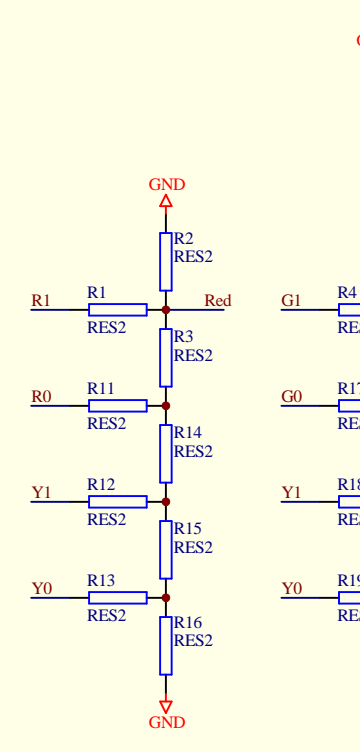 GND
R2
RES2
R1
R1
RES2
Red
G1
R4
R3
RES2
R0
R11
RES2
G0
R14
RES2
Y1
R12
RES2
Y1
R15
RES2
Y0
R13
RES2
Y0
R16
RES2
GND